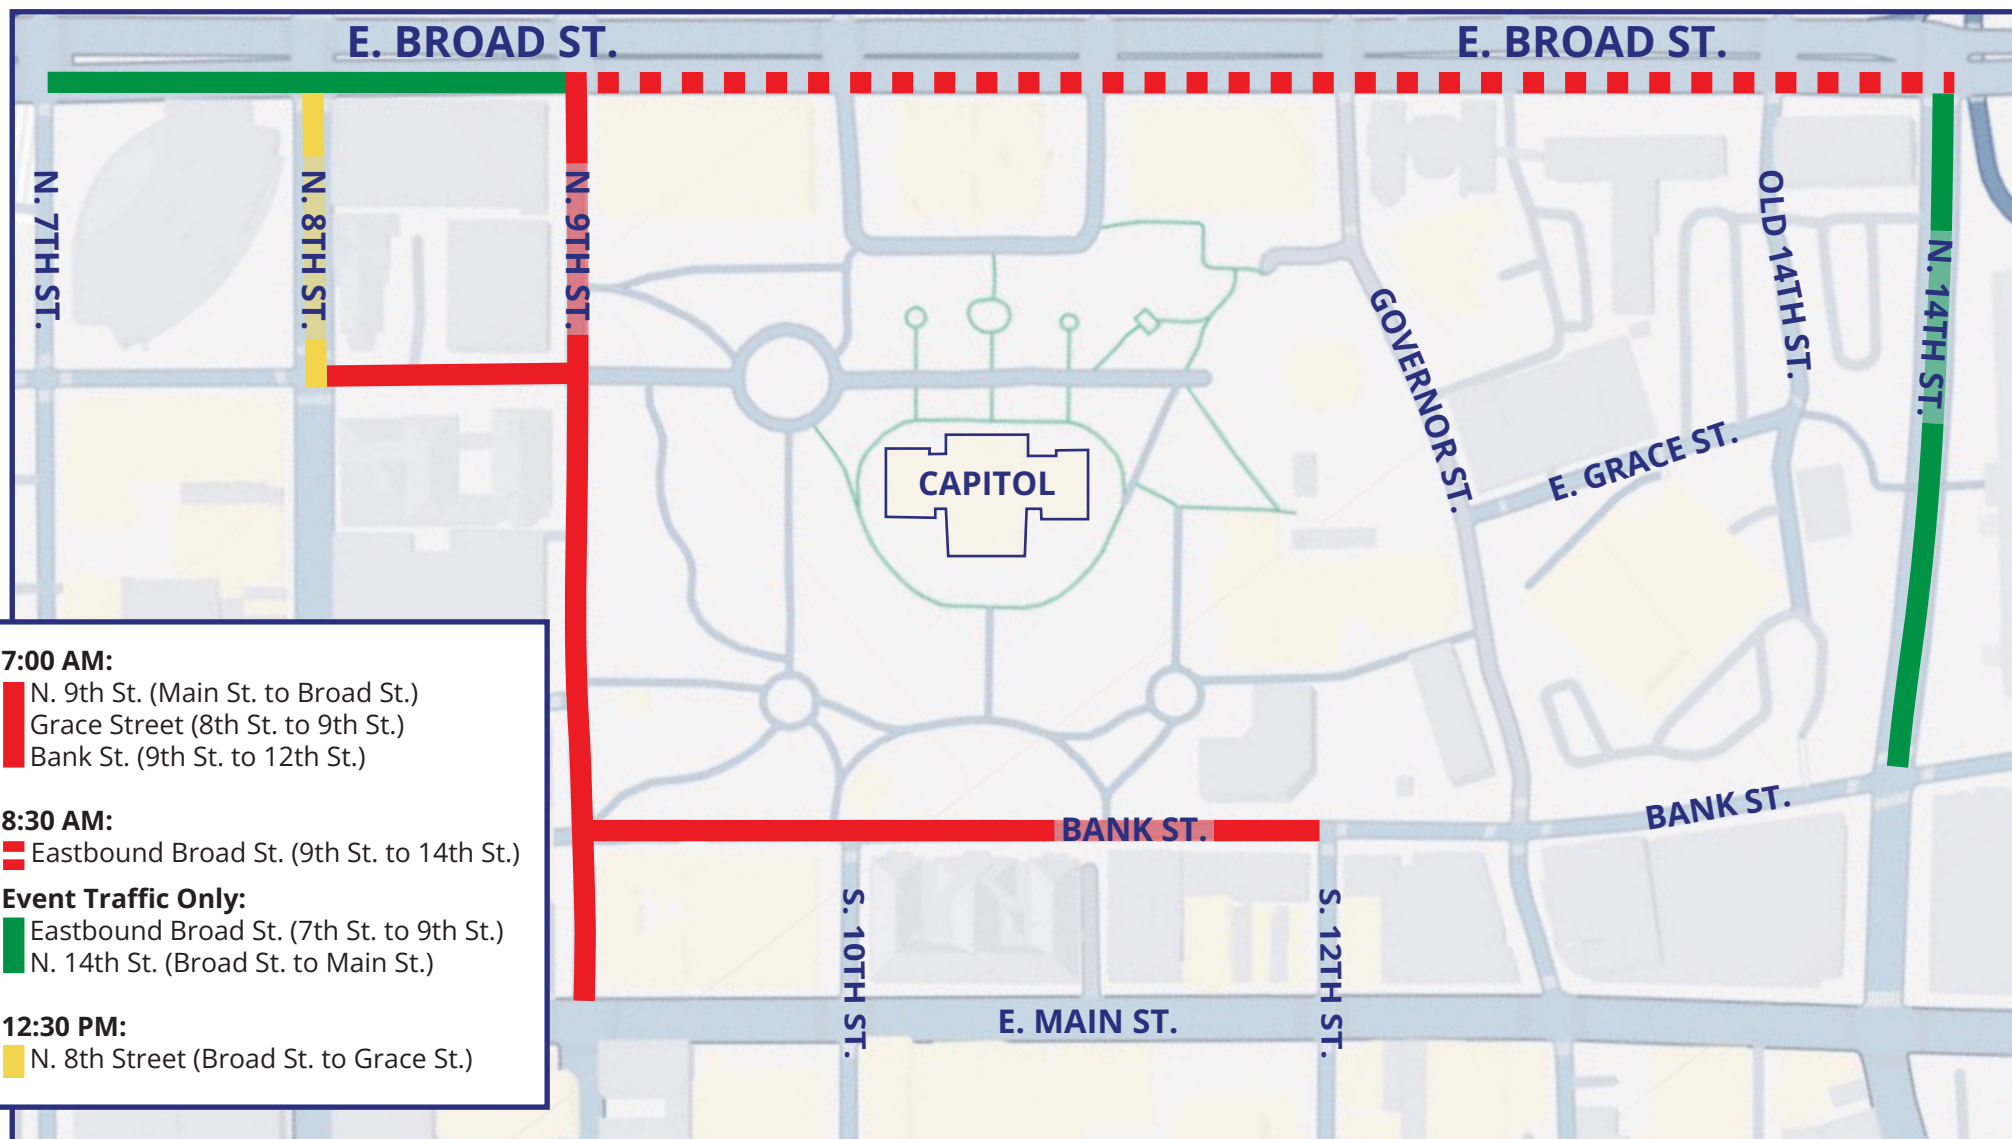 E. BROAD ST.
E. BROAD ST.
N. 7TH ST.
N. 8TH ST.
N. 9TH ST.
OLD 14TH ST.
N. 14TH ST.
GOVERNOR ST.
E. GRACE ST.
CAPITOL
BANK ST.
BANK ST.
S. 10TH ST.
S. 12TH ST.
E. MAIN ST.
7:00 AM:
N. 9th St. (Main St. to Broad St.)
Grace Street (8th St. to 9th St.)
Bank St. (9th St. to 12th St.)
8:30 AM:
Eastbound Broad St. (9th St. to 14th St.)
Event Traffic Only:
Eastbound Broad St. (7th St. to 9th St.)
N. 14th St. (Broad St. to Main St.)
12:30 PM:
N. 8th Street (Broad St. to Grace St.)